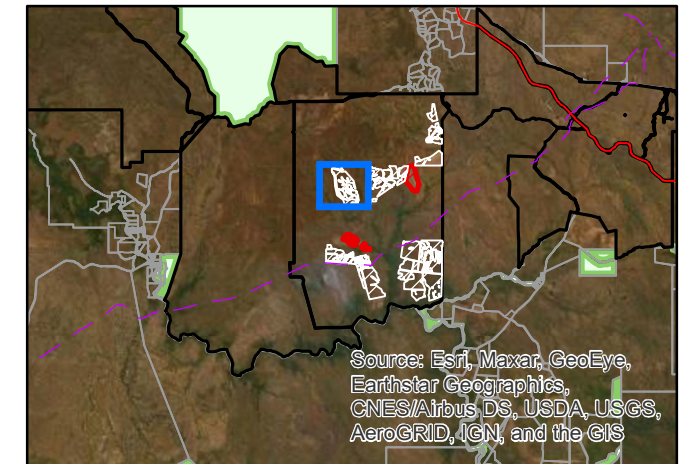 Source: Esri, Maxar, GeoEye,
Earthstar Geographics,
CNES/Airbus DS, USDA, USGS,
AeroGRID, IGN, and the GIS